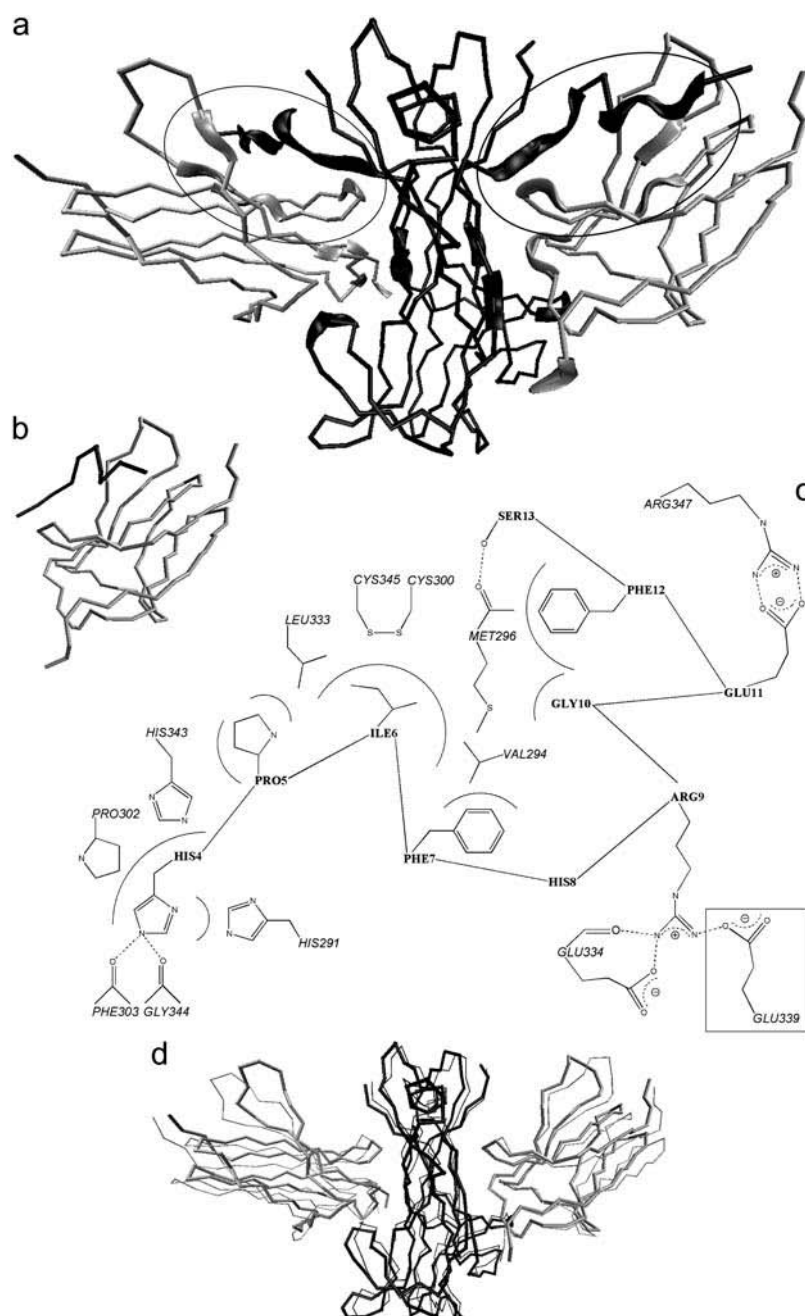 a
b
c
SER13
ARG347
N
CYS345 CYS300
O
O
N N
⊕
⊖
O O
PHE12
LEU333
S S
MET296
GLU11
GLY10
HIS343
N
ILE6
S
VAL294
PRO5
ARG9
PRO302
N
N
N
HIS4
PHE7
HIS8
N
N
N
N
N
HIS291
O O
PHE303 GLY344
N
O
N N
⊕
O
⊖
O
GLU334
O
⊖
O
GLU339
d